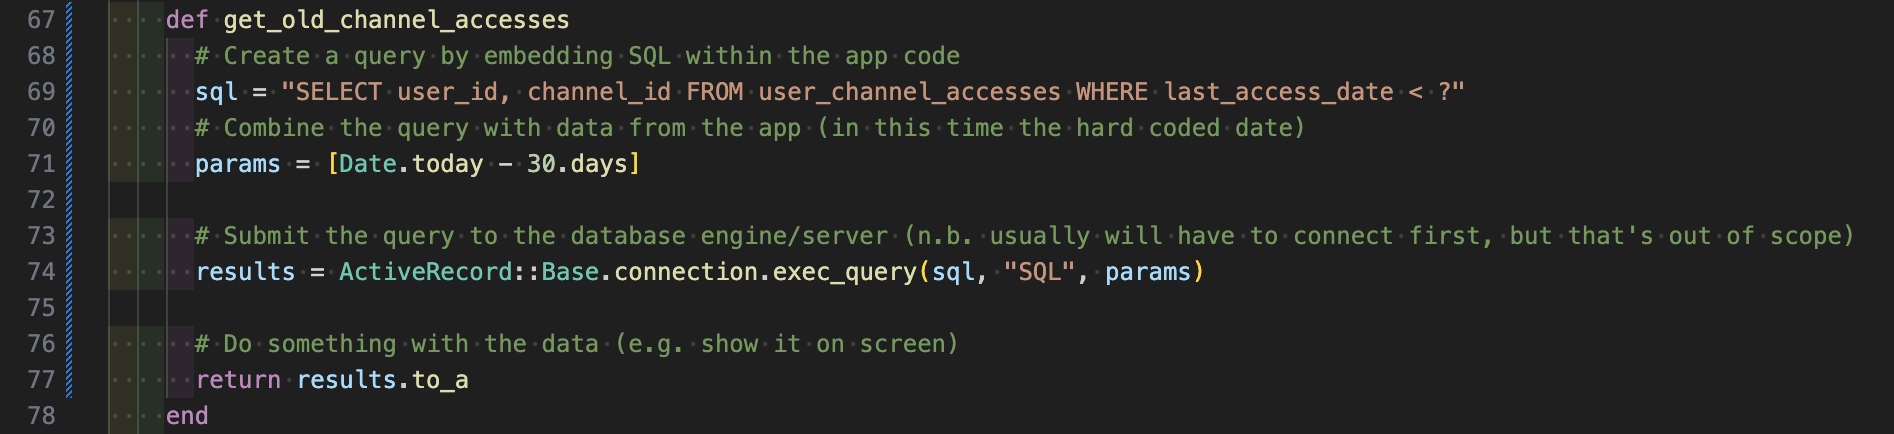 67 def get_old_channel_accesses
68 # Create a query by embedding SQL within the app code
69 sql = "SELECT user_id, channel_id FROM user_channel_accesses WHERE last_access_date < ?"
70 # Combine the query with data from the app (in this time the hard coded date)
71 params = [Date.today - 30.days]
72
73 # Submit the query to the database engine/server (n.b. usually will have to connect first, but that's out of scope)
74 results = ActiveRecord::Base.connection.exec_query(sql, "SQL", params)
75
76 # Do something with the data (e.g. show it on screen)
77 return results.to_a
78 end